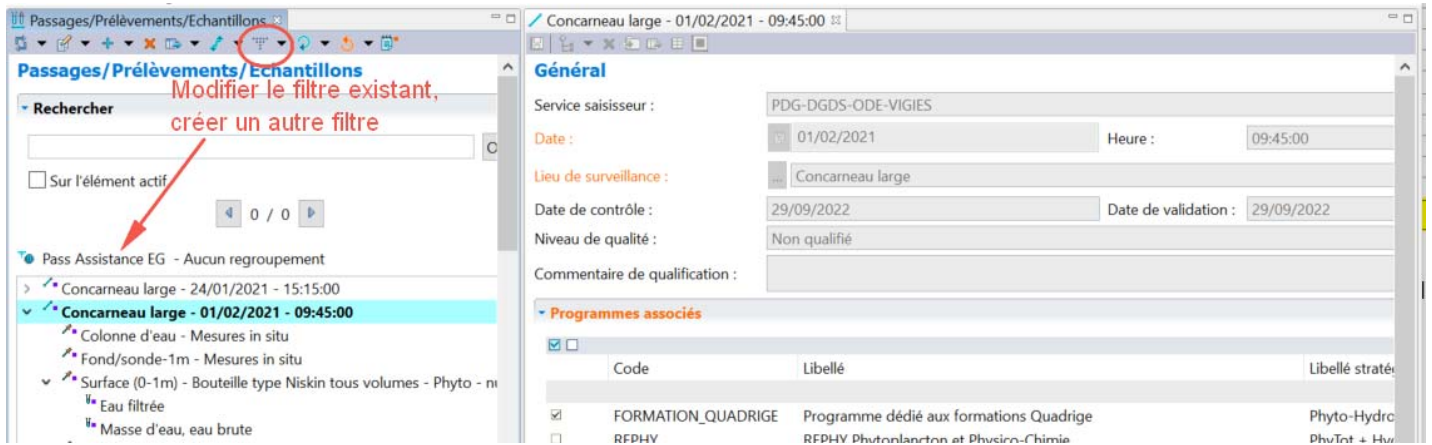 Passages/Prélèvements/Echantillons
Passages/Prélèvements/Echantillons
Modifier le filtre existant,
créer un autre filtre
Rechercher
Sur l'élément actif
0 / 0
Pass Assistance EG - Aucun regroupement
Concarneau large - 24/01/2021 - 15:15:00
Concarneau large - 01/02/2021 - 09:45:00
Colonne d'eau - Mesures in situ
Fond/sonde-1m - Mesures in situ
Surface (0-1m) - Bouteille type Niskin tous volumes - Phyto -
Eau filtrée
Masse d'eau, eau brute
Concarneau large - 01/02/2021 - 09:45:00
Général
Service saisisseur : PDG-DGDS-ODE-VIGIES
Date : 01/02/2021 Heure : 09:45:00
Lieu de surveillance : ... Concarneau large
Date de contrôle : 29/09/2022 Date de validation : 29/09/2022
Niveau de qualité : Non qualifié
Commentaire de qualification :
Programmes associés
Code Libellé Libellé straté
FORMATION_QUADRIGE Programme dédié aux formations Quadrige Phyto-Hydro
REPHY REPHY Phytoplancton et Physico-Chimie PhyTot + Hy